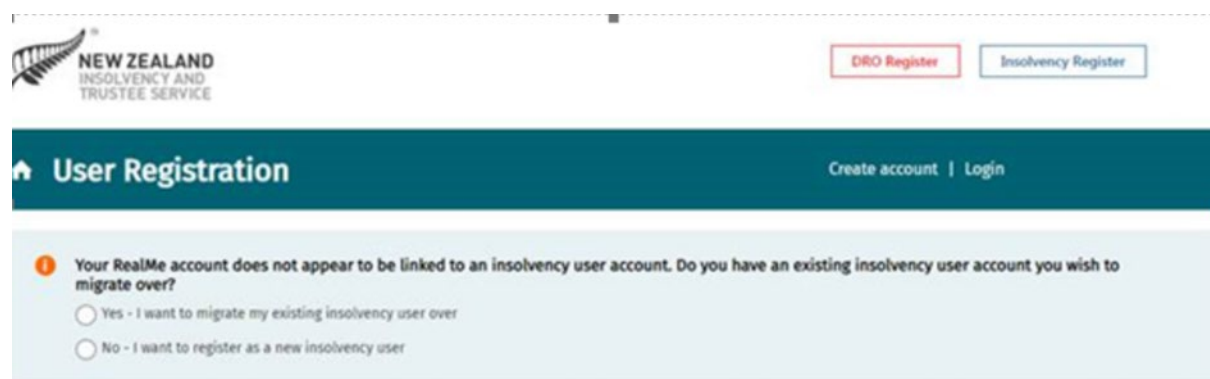 NEW ZEALAND
INSOLVENCY AND
TRUSTEE SERVICE
DRO Register
Insolvency Register
User Registration
Create account | Login
Your RealMe account does not appear to be linked to an insolvency user account. Do you have an existing insolvency user account you wish to
migrate over?
Yes - I want to migrate my existing insolvency user over
No - I want to register as a new insolvency user